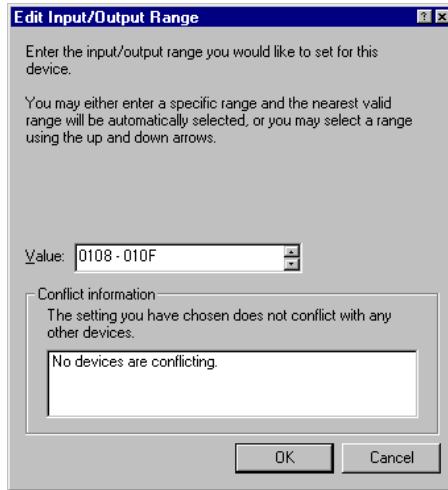 Edit Input/Output Range
Enter the input/output range you would like to set for this
device.
You may either enter a specific range and the nearest valid
range will be automatically selected, or you may select a range
using the up and down arrows.
Value: 0108 - 010F
Conflict information
The setting you have chosen does not conflict with any
other devices.
No devices are conflicting.
OK Cancel